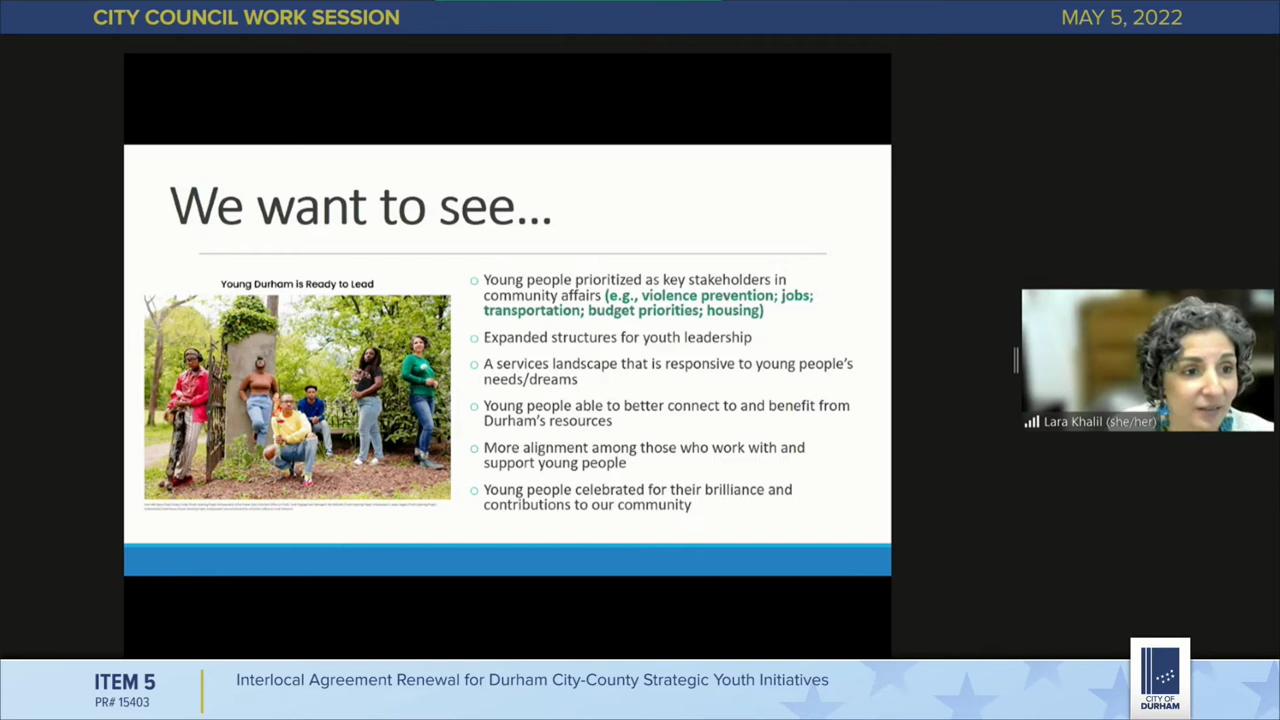 CITY COUNCIL WORK SESSION
MAY 5, 2022
We want to see...
Young Durham is Ready to Lead
Young people prioritized as key stakeholders in
community affairs (e.g., violence prevention; jobs;
transportation; budget priorities; housing)
Expanded structures for youth leadership
A services landscape that is responsive to young people's
needs/dreams
Young people able to better connect to and benefit from
Durham's resources
More alignment among those who work with and
support young people
Young people celebrated for their brilliance and
contributions to our community
Lara Khalil (she/her)
ITEM 5
PR# 15403
Interlocal Agreement Renewal for Durham City-County Strategic Youth Initiatives
CITY OF
DURHAM